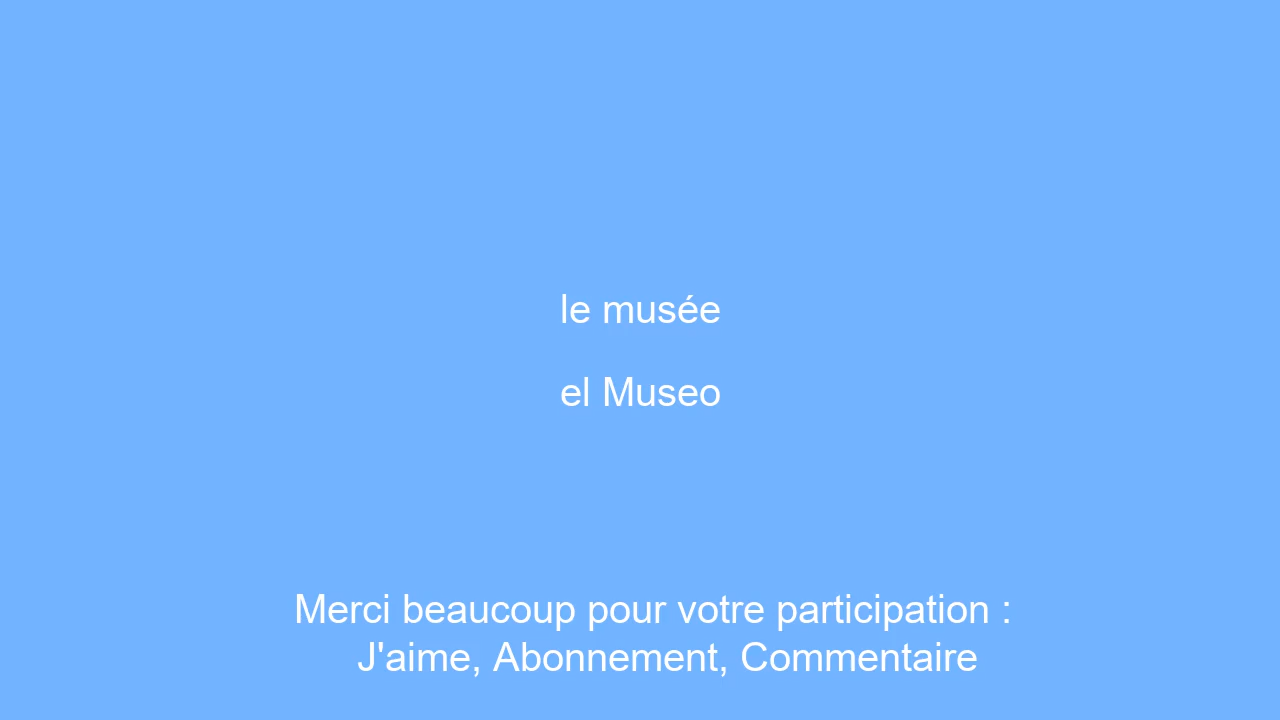 le musée
el Museo
Merci beaucoup pour votre participation :
J'aime, Abonnement, Commentaire